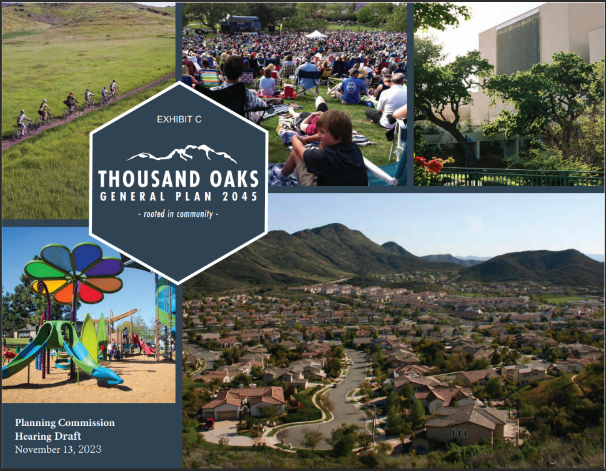 EXHIBIT C
THOUSAND OAKS
GENERAL PLAN 2045
- rooted in community -
Planning Commission
Hearing Draft
November 13, 2023